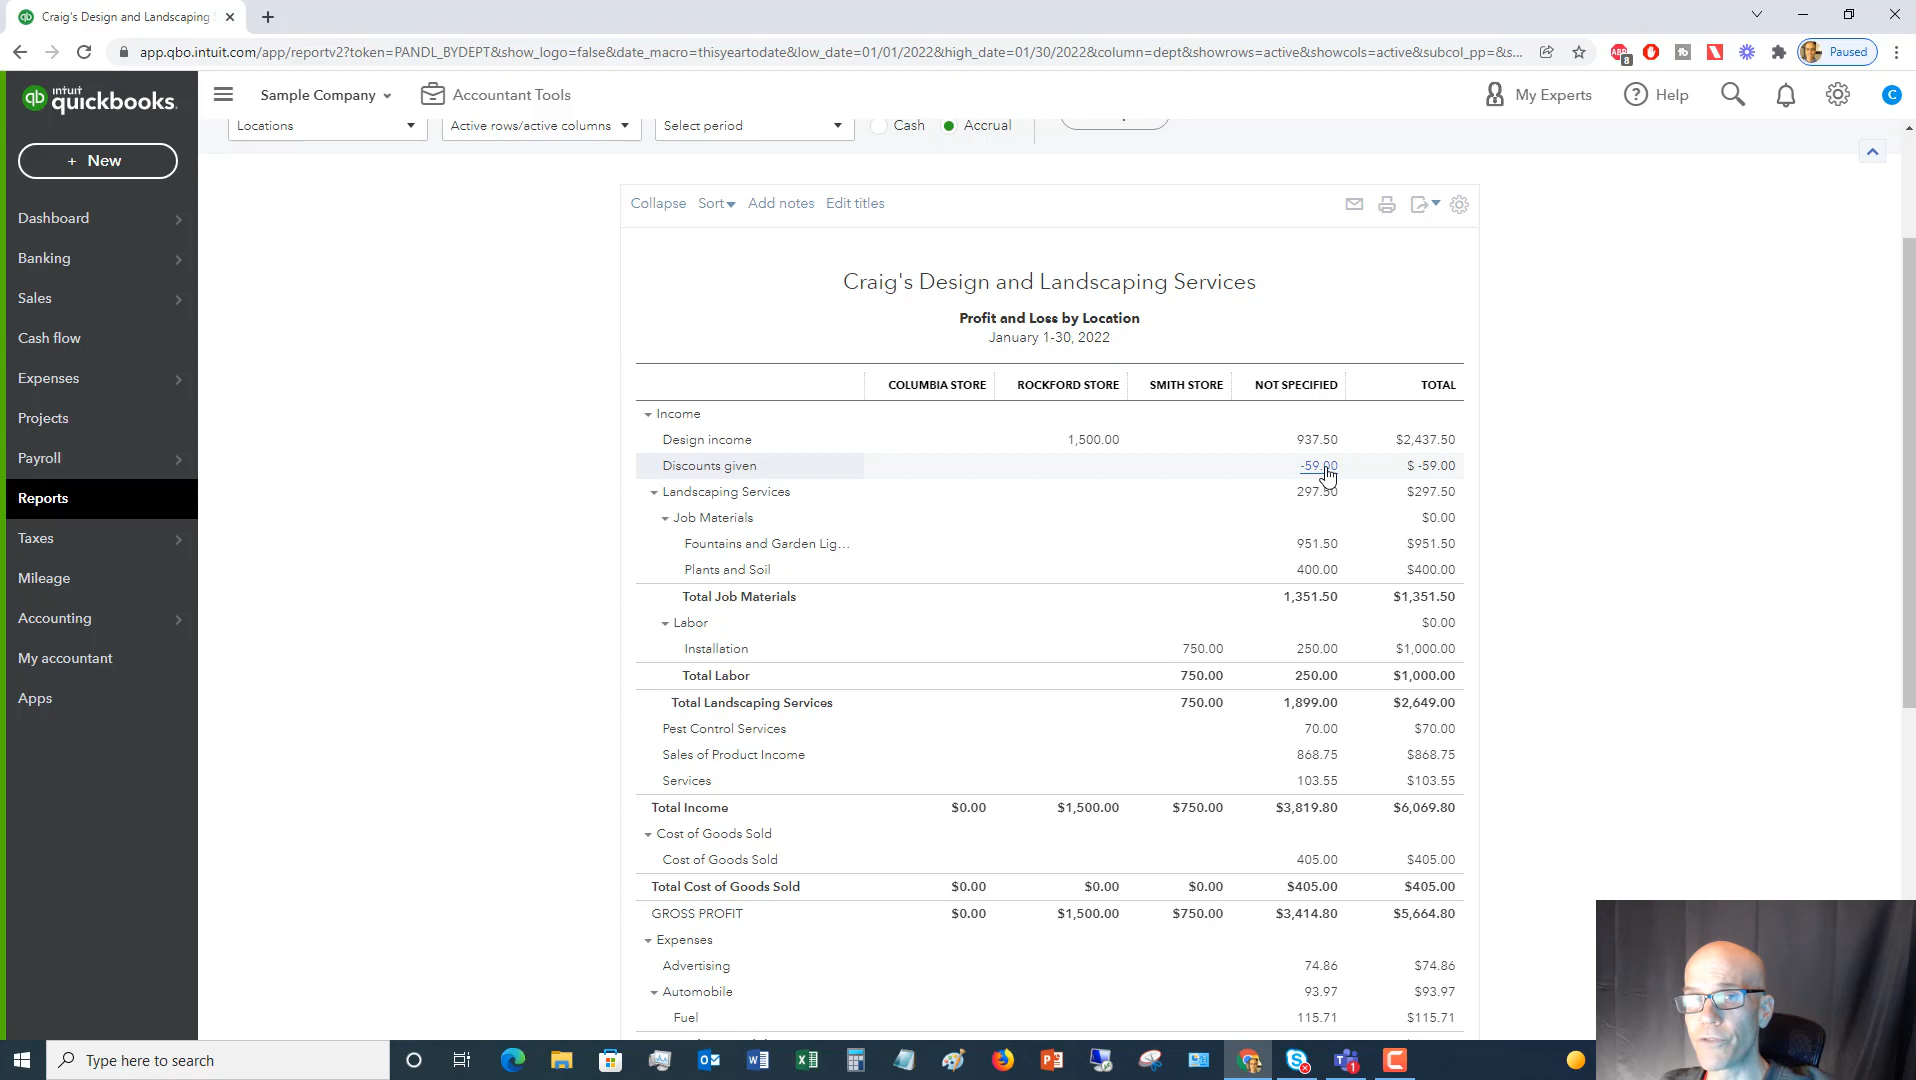 Craig's Design and Landscaping S
app.qbo.intuit.com/app/reportv2?token=PANDL_BYDEPT&show_logo=false&date_macro=thisyeartodate&low_date=01/01/2022&high_date=01/30/2022&column=dept&showrows=active&showcols=active&subcol_pp=&s...
8
Paused
intuit quickbooks.
Sample Company
Accountant Tools
My Experts
Help
C
Locations
Active rows/active columns
Select period
Cash
Accrual
+ New
Dashboard
Banking
Sales
Cash flow
Expenses
Projects
Payroll
Reports
Taxes
Mileage
Accounting
My accountant
Apps
Collapse Sort Add notes Edit titles
Craig's Design and Landscaping Services
Profit and Loss by Location
January 1-30, 2022
COLUMBIA STORE ROCKFORD STORE SMITH STORE NOT SPECIFIED TOTAL
Income
Design income 1,500.00 937.50 $2,437.50
Discounts given -59.00 $ -59.00
Landscaping Services 297.50 $297.50
Job Materials $0.00
Fountains and Garden Lig... 951.50 $951.50
Plants and Soil 400.00 $400.00
Total Job Materials 1,351.50 $1,351.50
Labor $0.00
Installation 750.00 250.00 $1,000.00
Total Labor 750.00 250.00 $1,000.00
Total Landscaping Services 750.00 1,899.00 $2,649.00
Pest Control Services 70.00 $70.00
Sales of Product Income 868.75 $868.75
Services 103.55 $103.55
Total Income $0.00 $1,500.00 $750.00 $3,819.80 $6,069.80
Cost of Goods Sold
Cost of Goods Sold 405.00 $405.00
Total Cost of Goods Sold $0.00 $0.00 $0.00 $405.00 $405.00
GROSS PROFIT $0.00 $1,500.00 $750.00 $3,414.80 $5,664.80
Expenses
Advertising 74.86 $74.86
Automobile 93.97 $93.97
Fuel 115.71 $115.71
Type here to search